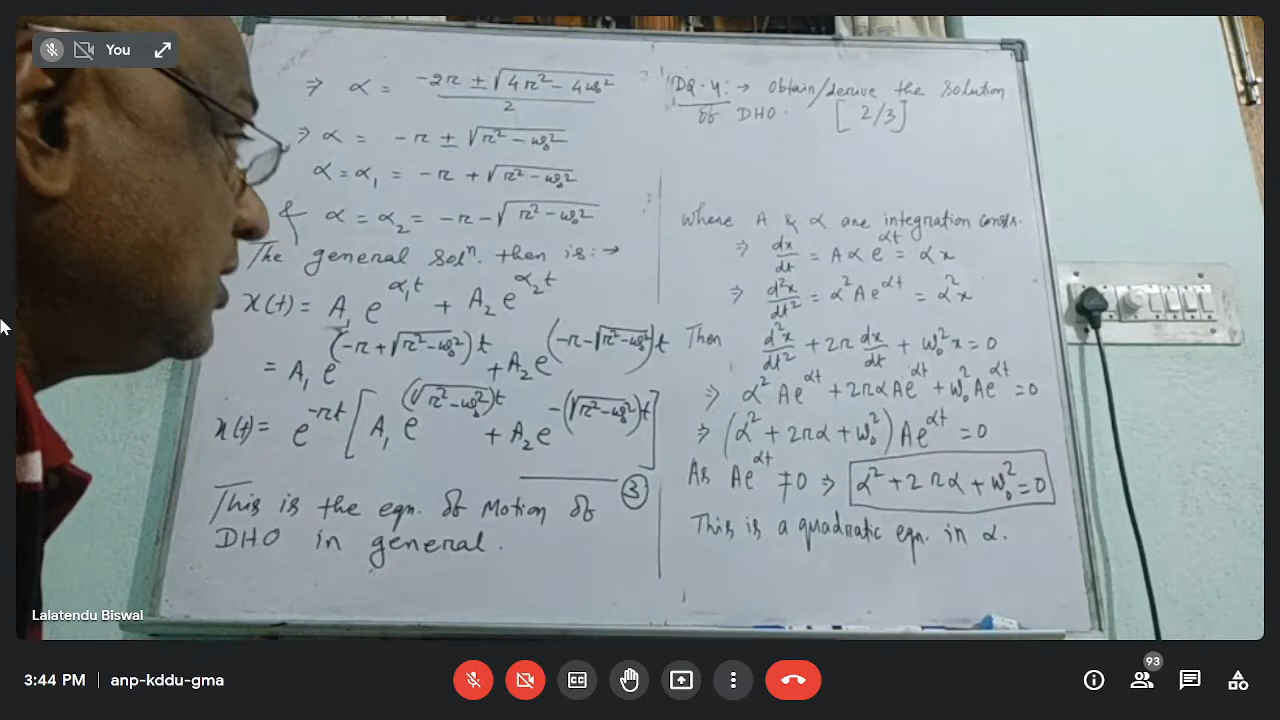 You
⇒ α = (-2r ± √(4r² - 4ω₀²)) / 2
⇒ α = -r ± √(r² - ω₀²)
α = α₁ = -r + √(r² - ω₀²)
& α = α₂ = -r - √(r² - ω₀²)
The general solⁿ. then is:→
x(t) = A₁ e^(α₁t) + A₂ e^(α₂t)
= A₁ e^((-r + √(r² - ω₀²))t) + A₂ e^((-r - √(r² - ω₀²))t)
x(t) = e^(-rt) [A₁ e^((√(r² - ω₀²))t) + A₂ e^(-(√(r² - ω₀²))t)]
③
This is the eqn. of Motion of
DHO in general.
DQ-4: → Obtain/derive the solution
of DHO. [2/3]
where A & α are integration consts.
⇒ dx/dt = Aα e^(αt) = αx
⇒ d²x/dt² = α² A e^(αt) = α²x
Then d²x/dt² + 2r dx/dt + ω₀² x = 0
⇒ α² A e^(αt) + 2rα A e^(αt) + ω₀² A e^(αt) = 0
⇒ (α² + 2rα + ω₀²) A e^(αt) = 0
As A e^(αt) ≠ 0 ⇒ α² + 2rα + ω₀² = 0
This is a quadratic eqn. in α.
Lalatendu Biswal
3:44 PM | anp-kddu-gma
93